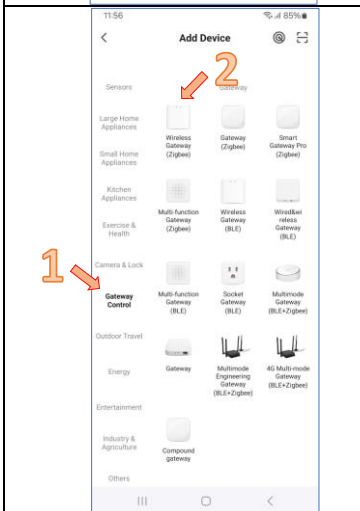 11:56
85%
Add Device
2
Sensors
Gateway
Large Home
Appliances
Wireless
Gateway
(Zigbee)
Gateway
(Zigbee)
Smart
Gateway Pro
(Zigbee)
Small Home
Appliances
Kitchen
Appliances
Multi-function
Gateway
(Zigbee)
Wireless
Gateway
(BLE)
Wired&wi
reless
Gateway
(BLE)
Exercise &
Health
1
Camera & Lock
Gateway
Control
Multi-function
Gateway
(BLE)
Socket
Gateway
(BLE)
Multimode
Gateway
(BLE+Zigbee)
Outdoor Travel
Energy
Gateway
Multimode
Engineering
Gateway
(BLE+Zigbee)
4G Multi-mode
Gateway
(BLE+Zigbee)
Entertainment
Industry &
Agriculture
Compound
gateway
Others